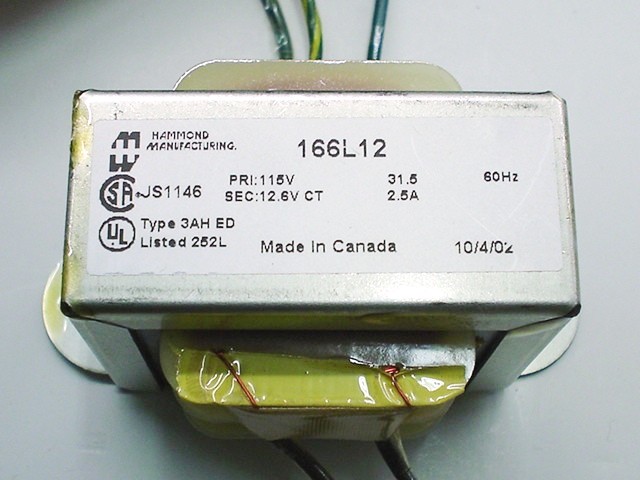 HAMMOND
MANUFACTURING.
166L12
PRI:115V 31.5 60Hz
SEC:12.6V CT 2.5A
JS1146
Type 3AH ED
Listed 252L
Made In Canada 10/4/02